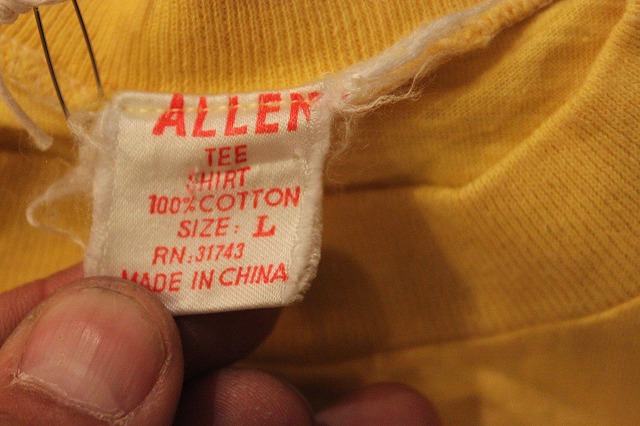 ALLEN
TEE
SHIRT
100% COTTON
SIZE: L
RN:31743
MADE IN CHINA